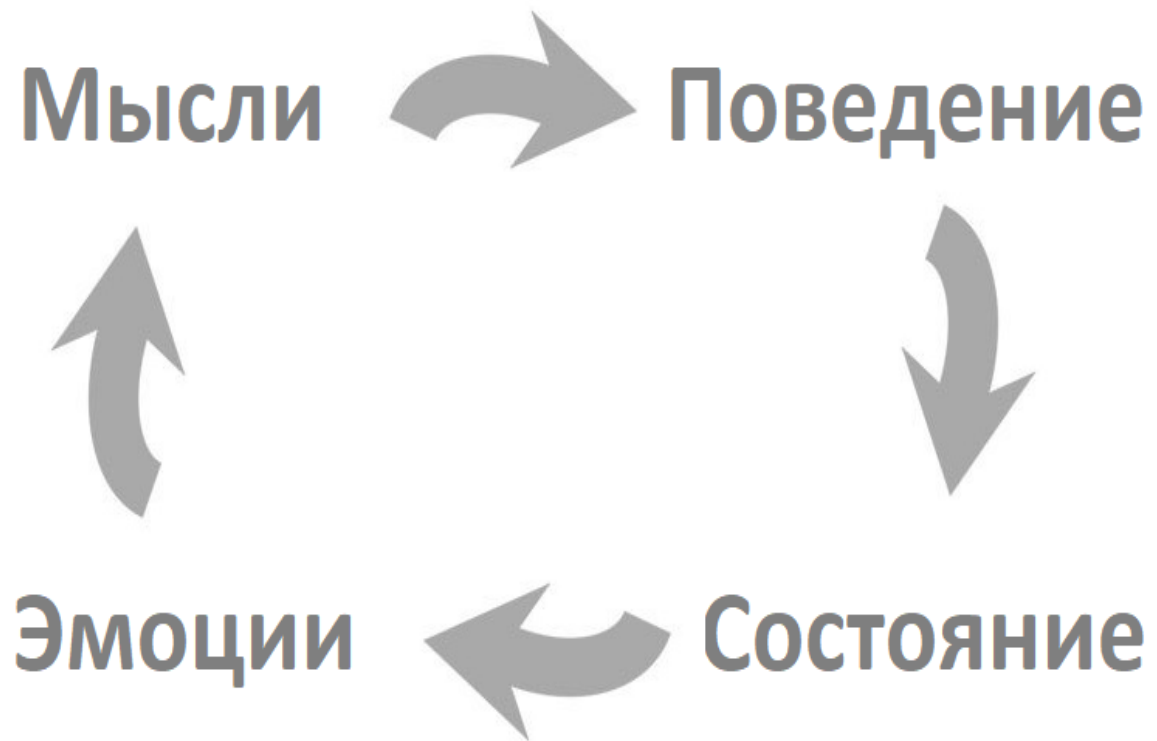 Мысли
Поведение
Эмоции
Состояние